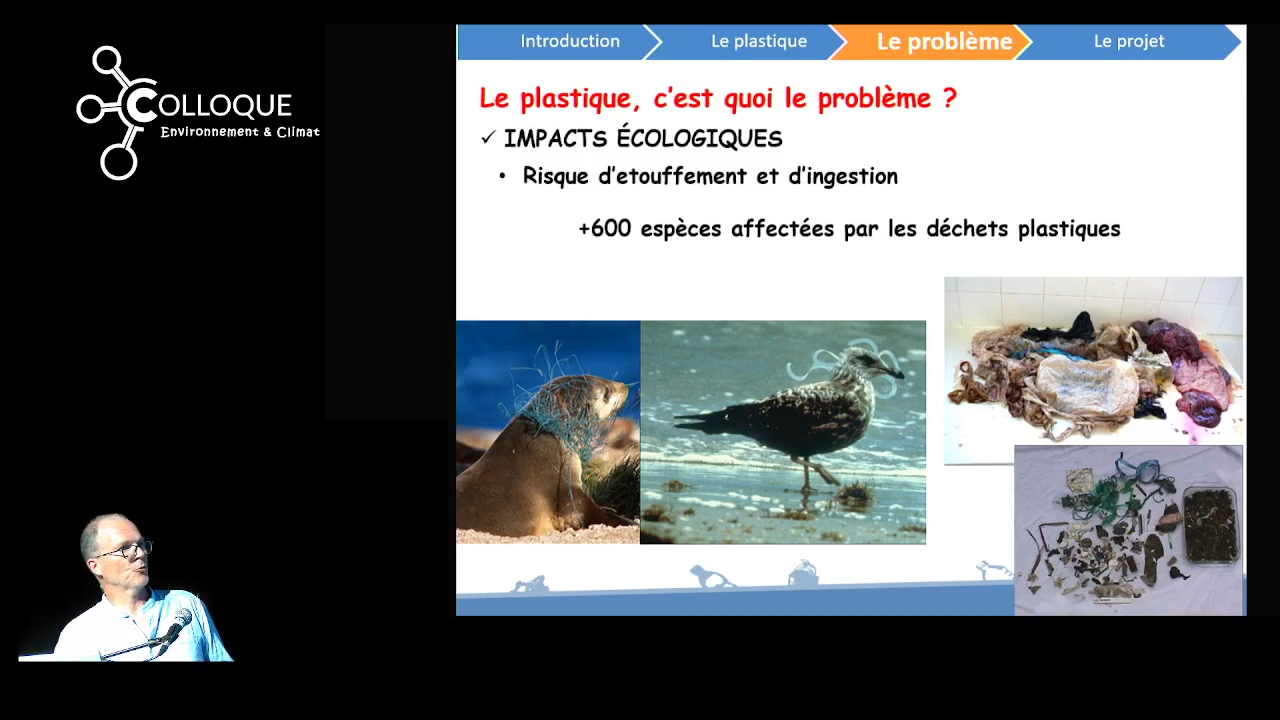 COLLOQUE
Environnement & Climat
Introduction
Le plastique
Le problème
Le projet
Le plastique, c'est quoi le problème ?
✓ IMPACTS ÉCOLOGIQUES
• Risque d'etouffement et d'ingestion
+600 espèces affectées par les déchets plastiques